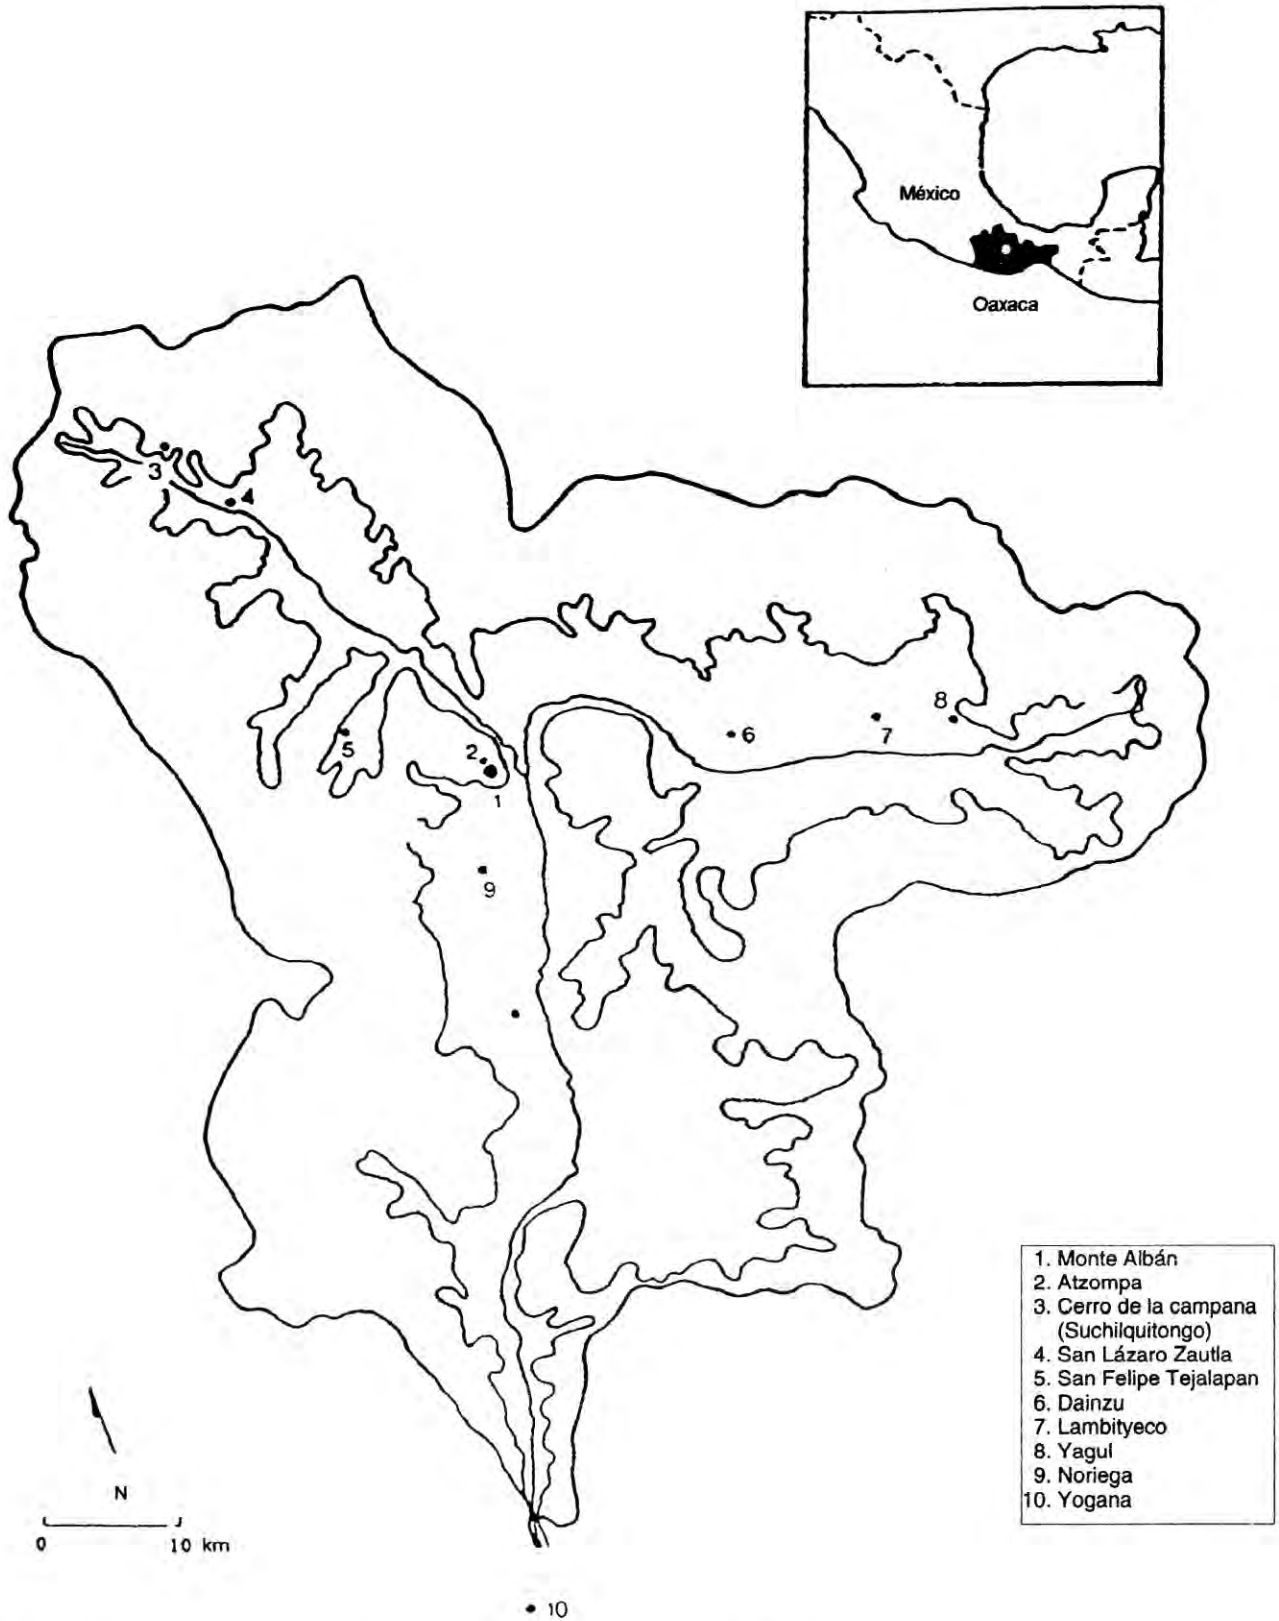 México
Oaxaca
3
4
5
2
1
6
7
8
9
1. Monte Albán
2. Atzompa
3. Cerro de la campana
(Suchilquitongo)
4. San Lázaro Zautla
5. San Felipe Tejalapan
6. Dainzu
7. Lambityeco
8. Yagul
9. Noriega
10. Yogana
N
0 10 km
10